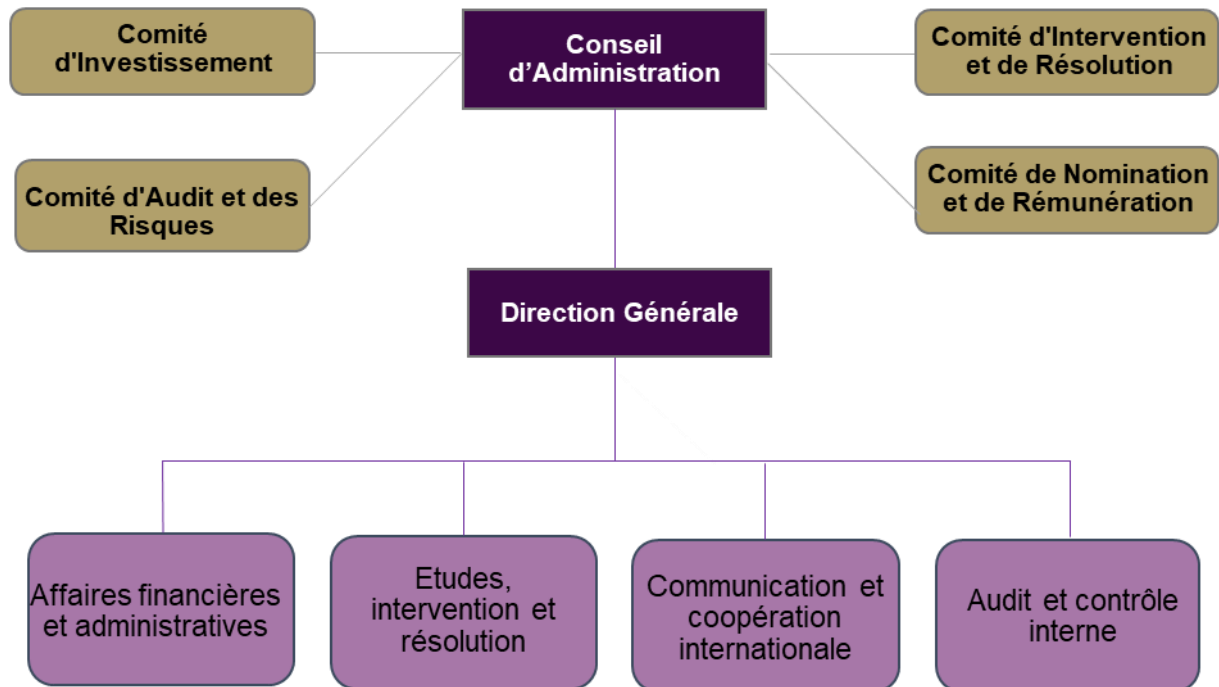 Comité
d'Investissement
Conseil
d’Administration
Comité d'Intervention
et de Résolution
Comité d'Audit et des
Risques
Comité de Nomination
et de Rémunération
Direction Générale
Affaires financières
et administratives
Etudes,
intervention et
résolution
Communication et
coopération
internationale
Audit et contrôle
interne